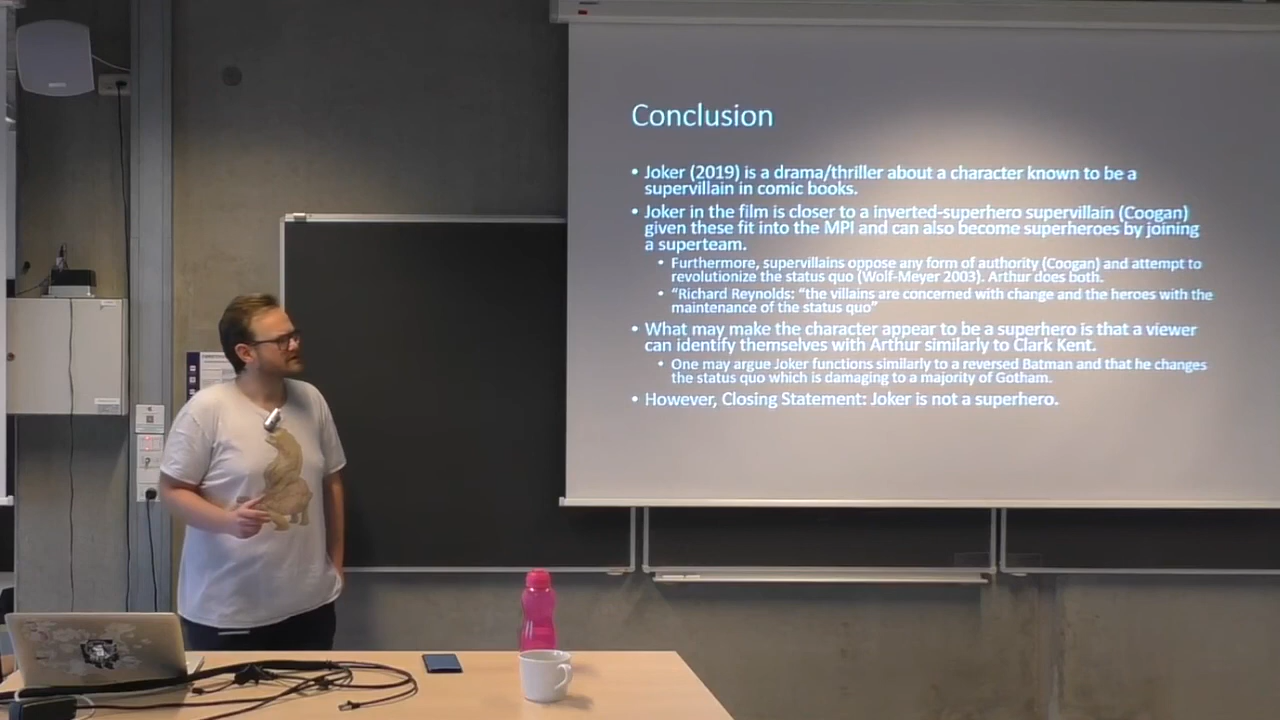 Conclusion
• Joker (2019) is a drama/thriller about a character known to be a
supervillain in comic books.
• Joker in the film is closer to a inverted-superhero supervillain (Coogan)
given these fit into the MPI and can also become superheroes by joining
a superteam.
• Furthermore, supervillains oppose any form of authority (Coogan) and attempt to
revolutionize the status quo (Wolf-Meyer 2003). Arthur does both.
• "Richard Reynolds: "the villains are concerned with change and the heroes with the
maintenance of the status quo"
• What may make the character appear to be a superhero is that a viewer
can identify themselves with Arthur similarly to Clark Kent.
• One may argue Joker functions similarly to a reversed Batman and that he changes
the status quo which is damaging to a majority of Gotham.
• However, Closing Statement: Joker is not a superhero.